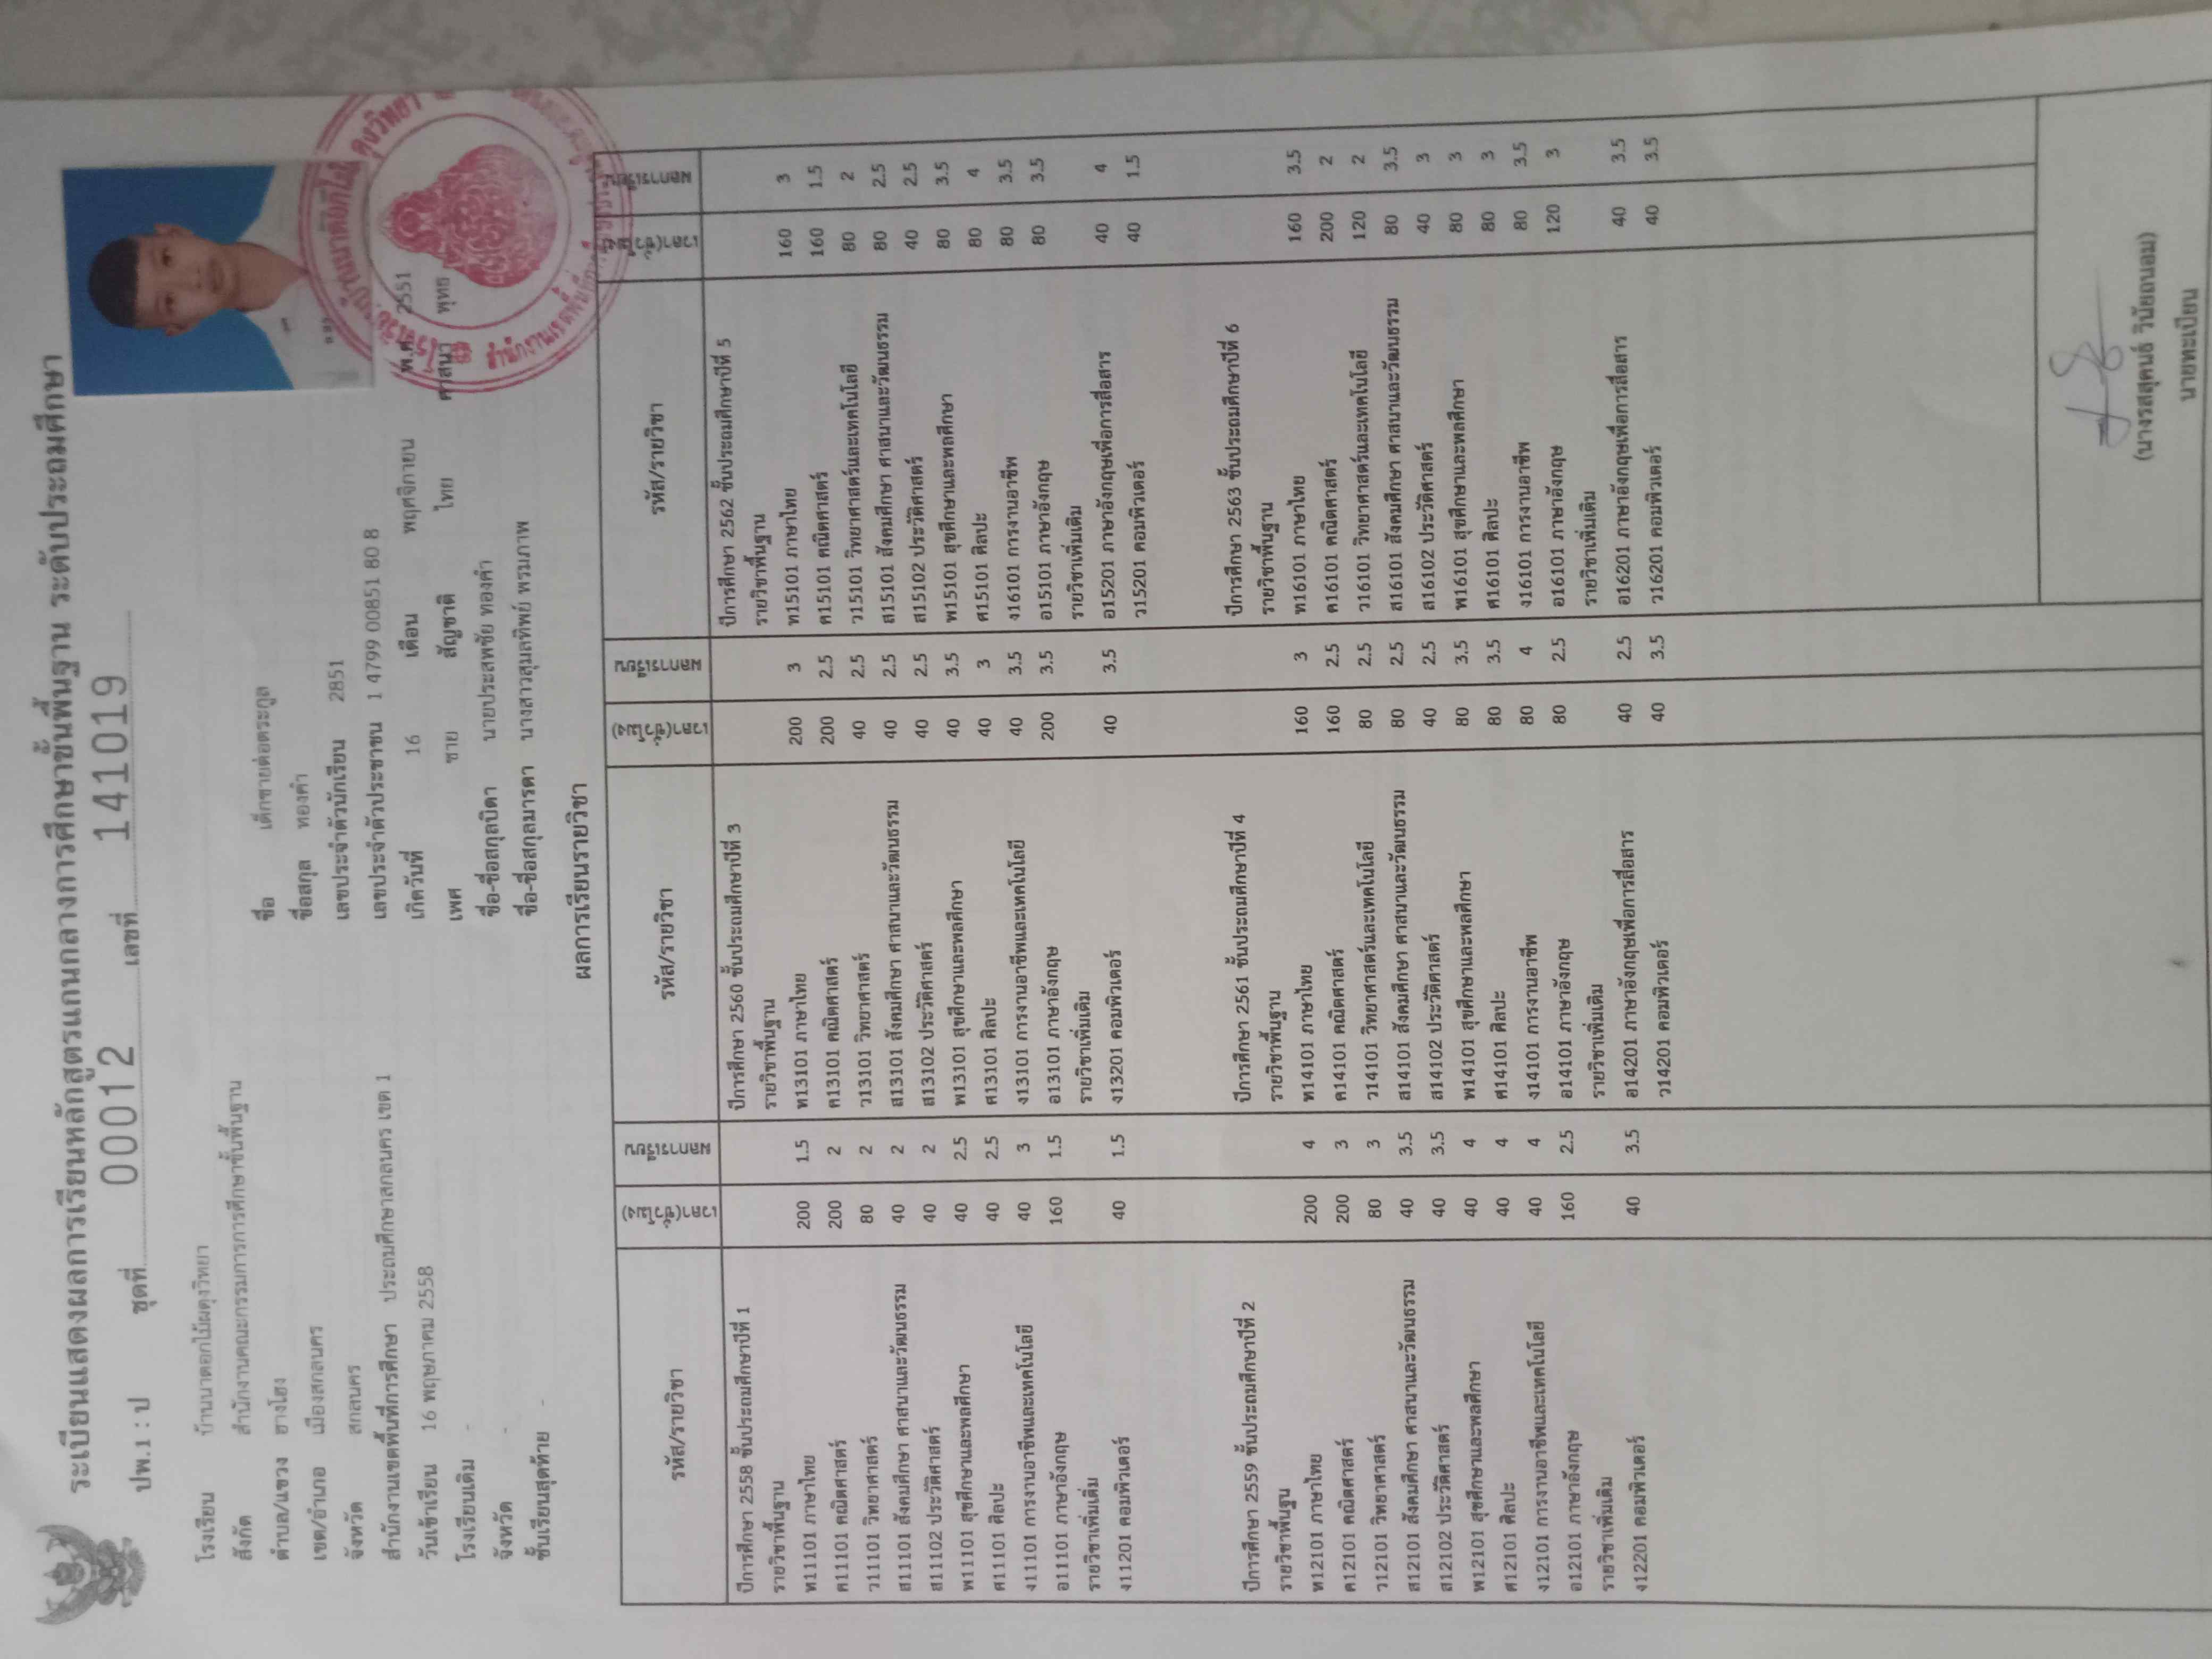 ระเบียนแสดงผลการเรียนหลักสูตรแกนกลางการศึกษาขั้นพื้นฐาน ระดับประถมศึกษา
ปพ.1 : ป ชุดที่ 00012 เลขที่ 141019
โรงเรียน บ้านนาดอกไม้ผดุงวิทยา
สังกัด สำนักงานคณะกรรมการการศึกษาขั้นพื้นฐาน
ตำบล/แขวง ฮางโฮง
เขต/อำเภอ เมืองสกลนคร
จังหวัด สกลนคร
สำนักงานเขตพื้นที่การศึกษา ประถมศึกษาสกลนคร เขต 1
วันเข้าเรียน 16 พฤษภาคม 2558
โรงเรียนเดิม -
จังหวัด -
ชั้นเรียนสุดท้าย -
ชื่อ เด็กชายต่อตระกูล
ชื่อสกุล ทองคำ
เลขประจำตัวนักเรียน 2851
เลขประจำตัวประชาชน 1 4799 00851 80 8
เกิดวันที่ 16 เดือน พฤศจิกายน พ.ศ. 2551
เพศ ชาย สัญชาติ ไทย ศาสนา พุทธ
ชื่อ-ชื่อสกุลบิดา นายประสพชัย ทองคำ
ชื่อ-ชื่อสกุลมารดา นางสาวสุมลทิพย์ พรมภาพ
ผลการเรียนรายวิชา
รหัส/รายวิชา เวลา(ชั่วโมง) ผลการเรียน
ปีการศึกษา 2558 ชั้นประถมศึกษาปีที่ 1
รายวิชาพื้นฐาน
ท11101 ภาษาไทย 200 1.5
ค11101 คณิตศาสตร์ 200 2
ว11101 วิทยาศาสตร์ 80 2
ส11101 สังคมศึกษา ศาสนาและวัฒนธรรม 40 2
ส11102 ประวัติศาสตร์ 40 2
พ11101 สุขศึกษาและพลศึกษา 40 2.5
ศ11101 ศิลปะ 40 2.5
ง11101 การงานอาชีพและเทคโนโลยี 40 3
อ11101 ภาษาอังกฤษ 160 1.5
รายวิชาเพิ่มเติม
ง11201 คอมพิวเตอร์ 40 1.5
ปีการศึกษา 2559 ชั้นประถมศึกษาปีที่ 2
รายวิชาพื้นฐน
ท12101 ภาษาไทย 200 4
ค12101 คณิตศาสตร์ 200 3
ว12101 วิทยาศาสตร์ 80 3
ส12101 สังคมศึกษา ศาสนาและวัฒนธรรม 40 3.5
ส12102 ประวัติศาสตร์ 40 3.5
พ12101 สุขศึกษาและพลศึกษา 40 4
ศ12101 ศิลปะ 40 4
ง12101 การงานอาชีพและเทคโนโลยี 40 4
อ12101 ภาษาอังกฤษ 160 2.5
รายวิชาเพิ่มเติม
ง12201 คอมพิวเตอร์ 40 3.5
รหัส/รายวิชา เวลา(ชั่วโมง) ผลการเรียน
ปีการศึกษา 2560 ชั้นประถมศึกษาปีที่ 3
รายวิชาพื้นฐาน
ท13101 ภาษาไทย 200 3
ค13101 คณิตศาสตร์ 200 2.5
ว13101 วิทยาศาสตร์ 40 2.5
ส13101 สังคมศึกษา ศาสนาและวัฒนธรรม 40 2.5
ส13102 ประวัติศาสตร์ 40 2.5
พ13101 สุขศึกษาและพลศึกษา 40 3.5
ศ13101 ศิลปะ 40 3
ง13101 การงานอาชีพและเทคโนโลยี 40 3.5
อ13101 ภาษาอังกฤษ 200 3.5
รายวิชาเพิ่มเติม
ง13201 คอมพิวเตอร์ 40 3.5
ปีการศึกษา 2561 ชั้นประถมศึกษาปีที่ 4
รายวิชาพื้นฐาน
ท14101 ภาษาไทย 160 3
ค14101 คณิตศาสตร์ 160 2.5
ว14101 วิทยาศาสตร์และเทคโนโลยี 80 2.5
ส14101 สังคมศึกษา ศาสนาและวัฒนธรรม 80 2.5
ส14102 ประวัติศาสตร์ 40 2.5
พ14101 สุขศึกษาและพลศึกษา 80 3.5
ศ14101 ศิลปะ 80 3.5
ง14101 การงานอาชีพ 80 4
อ14101 ภาษาอังกฤษ 80 2.5
รายวิชาเพิ่มเติม
อ14201 ภาษาอังกฤษเพื่อการสื่อสาร 40 2.5
ว14201 คอมพิวเตอร์ 40 3.5
รหัส/รายวิชา เวลา(ชั่วโมง) ผลการเรียน
ปีการศึกษา 2562 ชั้นประถมศึกษาปีที่ 5
รายวิชาพื้นฐาน
ท15101 ภาษาไทย 160 3
ค15101 คณิตศาสตร์ 160 1.5
ว15101 วิทยาศาสตร์และเทคโนโลยี 80 2
ส15101 สังคมศึกษา ศาสนาและวัฒนธรรม 80 2.5
ส15102 ประวัติศาสตร์ 40 2.5
พ15101 สุขศึกษาและพลศึกษา 80 3.5
ศ15101 ศิลปะ 80 4
ง16101 การงานอาชีพ 80 3.5
อ15101 ภาษาอังกฤษ 80 3.5
รายวิชาเพิ่มเติม
อ15201 ภาษาอังกฤษเพื่อการสื่อสาร 40 4
ว15201 คอมพิวเตอร์ 40 1.5
ปีการศึกษา 2563 ชั้นประถมศึกษาปีที่ 6
รายวิชาพื้นฐาน
ท16101 ภาษาไทย 160 3.5
ค16101 คณิตศาสตร์ 200 2
ว16101 วิทยาศาสตร์และเทคโนโลยี 120 2
ส16101 สังคมศึกษา ศาสนาและวัฒนธรรม 80 3.5
ส16102 ประวัติศาสตร์ 40 3
พ16101 สุขศึกษาและพลศึกษา 80 3
ศ16101 ศิลปะ 80 3
ง16101 การงานอาชีพ 80 3.5
อ16101 ภาษาอังกฤษ 120 3
รายวิชาเพิ่มเติม
อ16201 ภาษาอังกฤษเพื่อการสื่อสาร 40 3.5
ว16201 คอมพิวเตอร์ 40 3.5
(นางรสสุคนธ์ วินัยถนอม)
นายทะเบียน